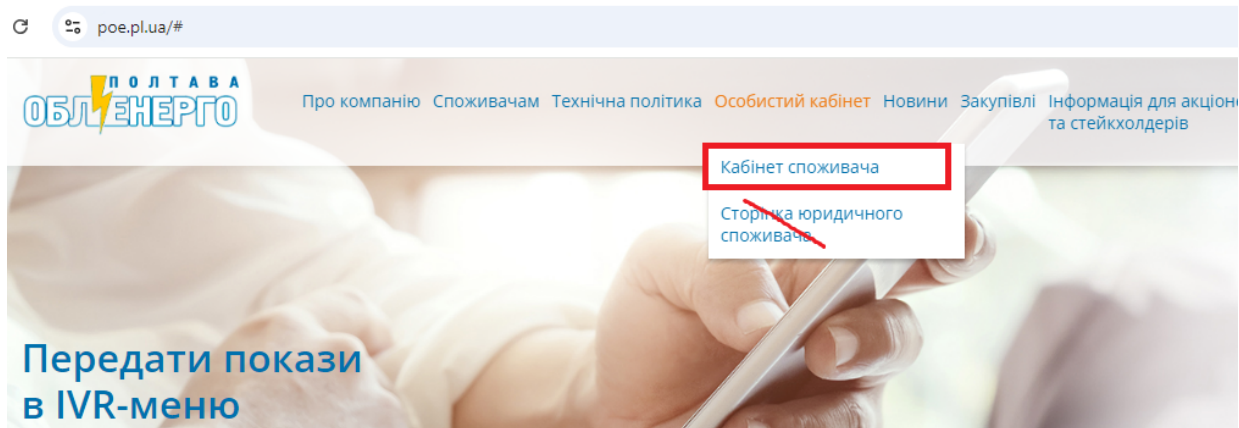 poe.pl.ua/#
ПОЛТАВА
ОБЛЕНЕРГО
Про компанію Споживачам Технічна політика Особистий кабінет Новини Закупівлі Інформація для
та стейкхолдерів
Кабінет споживача
Сторінка юридичного
споживача
Передати покази
в IVR-меню